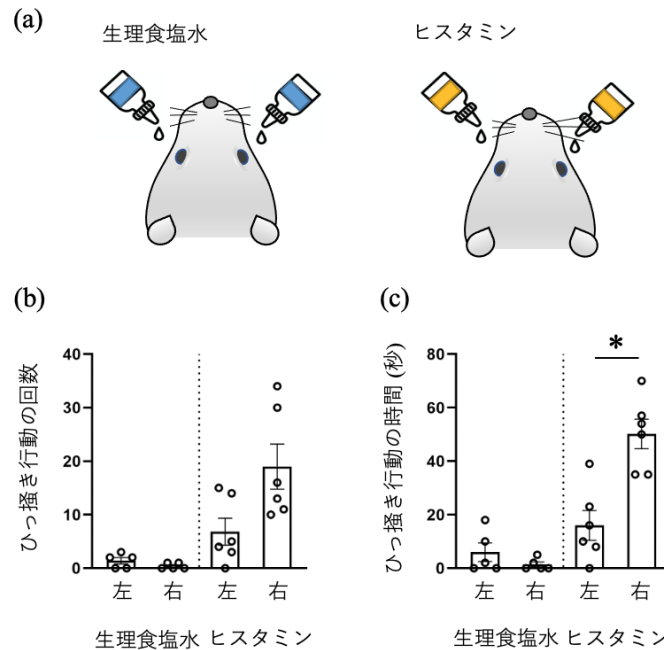 (a)
生理食塩水
ヒスタミン
(b)
ひっ掻き行動の回数
40
30
20
10
0
左 右 左 右
生理食塩水 ヒスタミン
(c)
ひっ掻き行動の時間 (秒)
80
60
40
20
0
*
左 右 左 右
生理食塩水 ヒスタミン